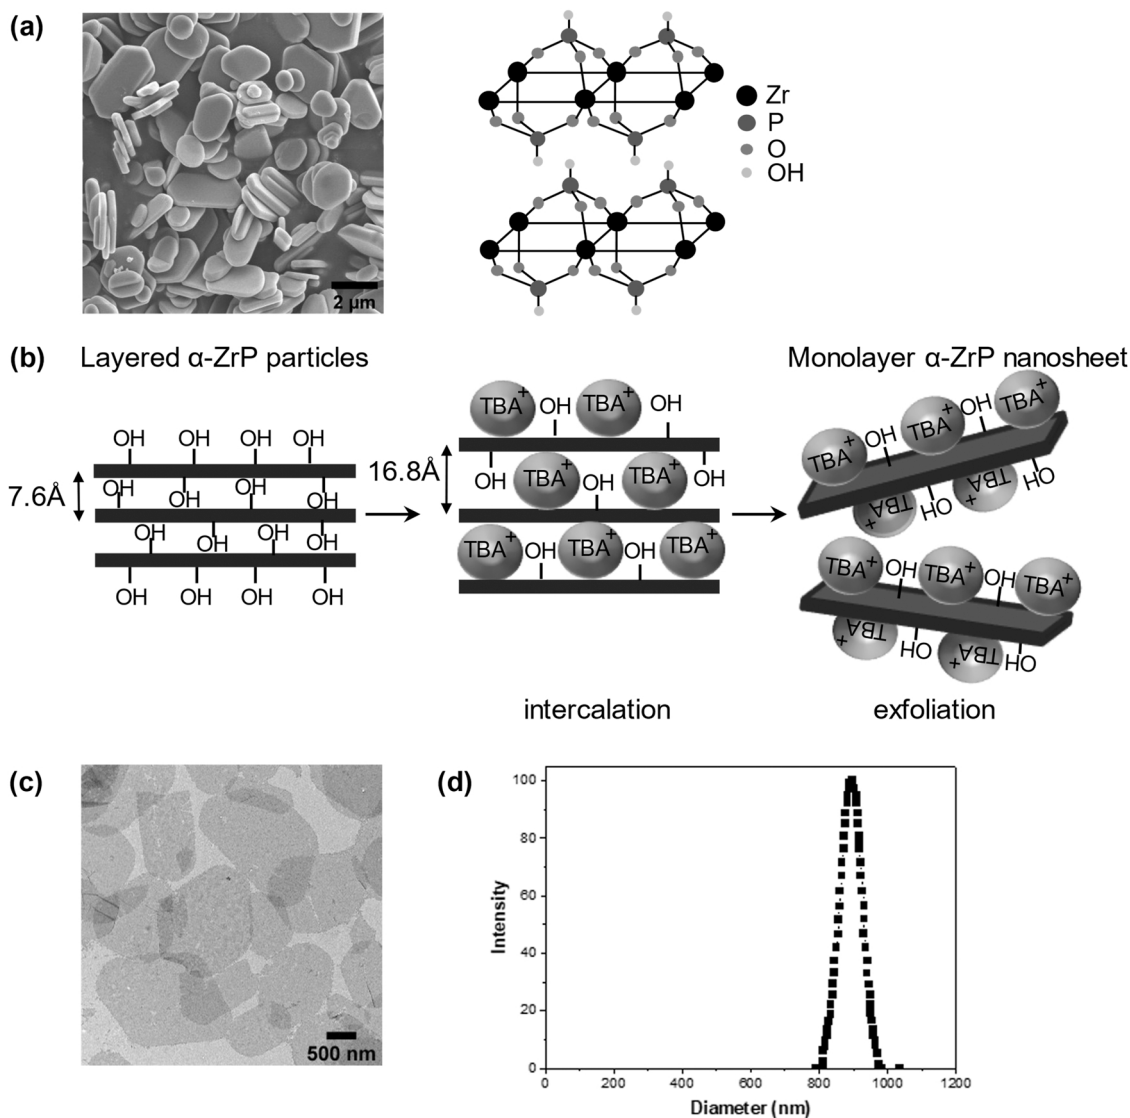 (a)
2 μm
Zr
P
O
OH
(b)
Layered α-ZrP particles
Monolayer α-ZrP nanosheet
OH OH OH OH
7.6Å
OH OH OH OH
OH OH OH OH
OH OH OH OH
TBA+ OH TBA+ OH
16.8Å
OH TBA+ OH TBA+ OH
TBA+ OH TBA+ OH TBA+
TBA+ OH TBA+ OH TBA+
TBA+ OH TBA+ OH
TBA+ OH TBA+ OH TBA+
TBA+ OH TBA+ OH
intercalation
exfoliation
(c)
500 nm
(d)
Intensity
100
80
60
40
20
0
0 200 400 600 800 1000 1200
Diameter (nm)